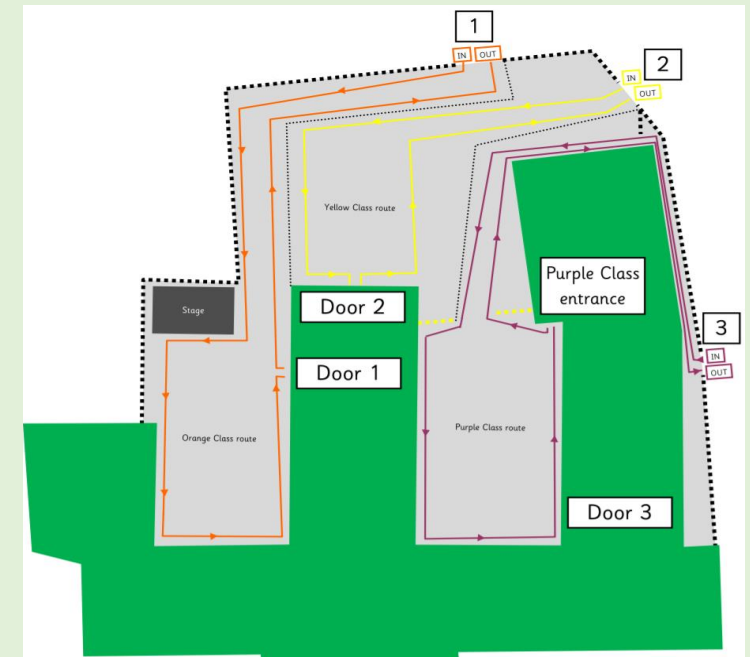 1
IN
OUT
2
IN
OUT
Yellow Class route
Purple Class
entrance
Stage
Door 2
3
IN
OUT
Door 1
Orange Class route
Purple Class route
Door 3